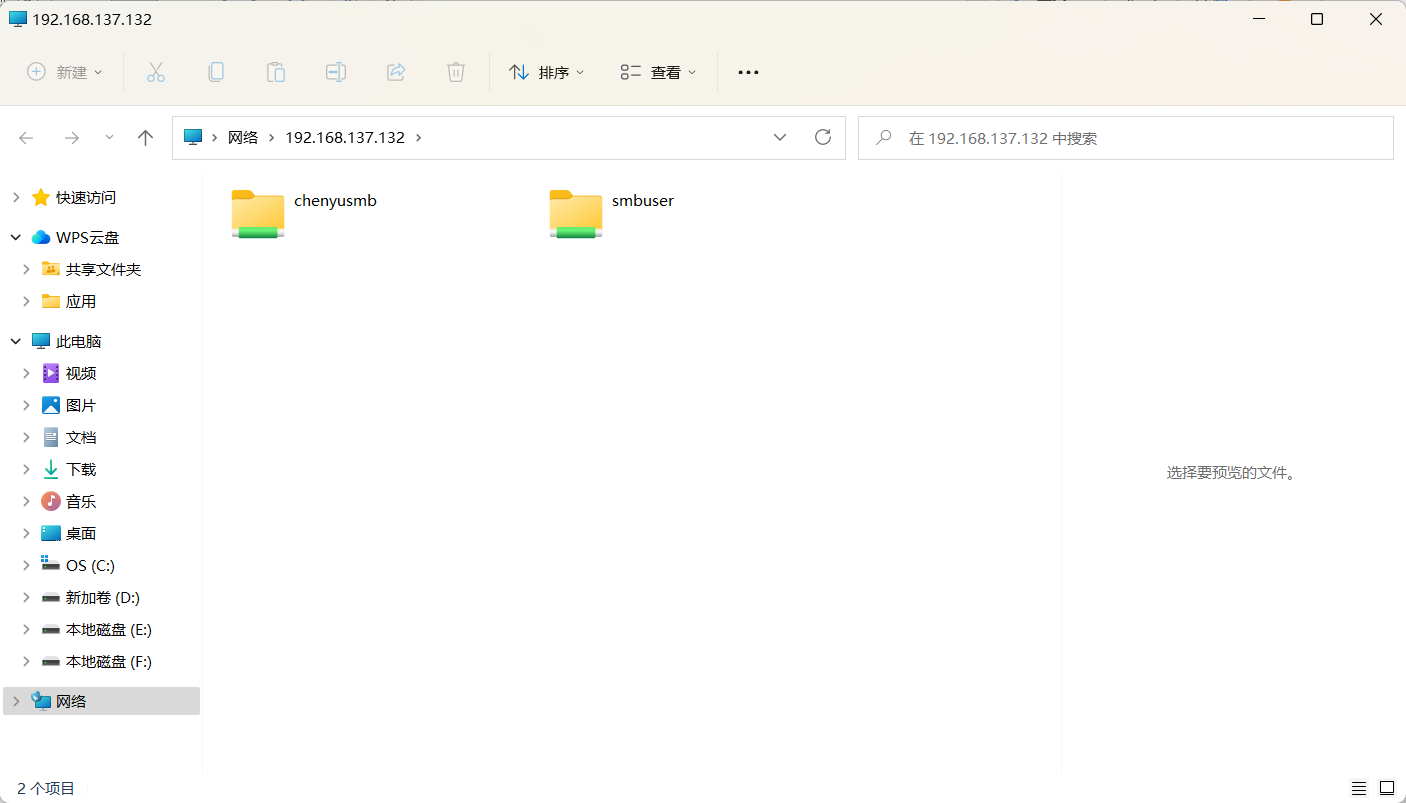 192.168.137.132
新建
排序
查看
网络
192.168.137.132
在 192.168.137.132 中搜索
快速访问
WPS云盘
共享文件夹
应用
此电脑
视频
图片
文档
下载
音乐
桌面
OS (C:)
新加卷 (D:)
本地磁盘 (E:)
本地磁盘 (F:)
网络
chenyusmb
smbuser
选择要预览的文件。
2 个项目